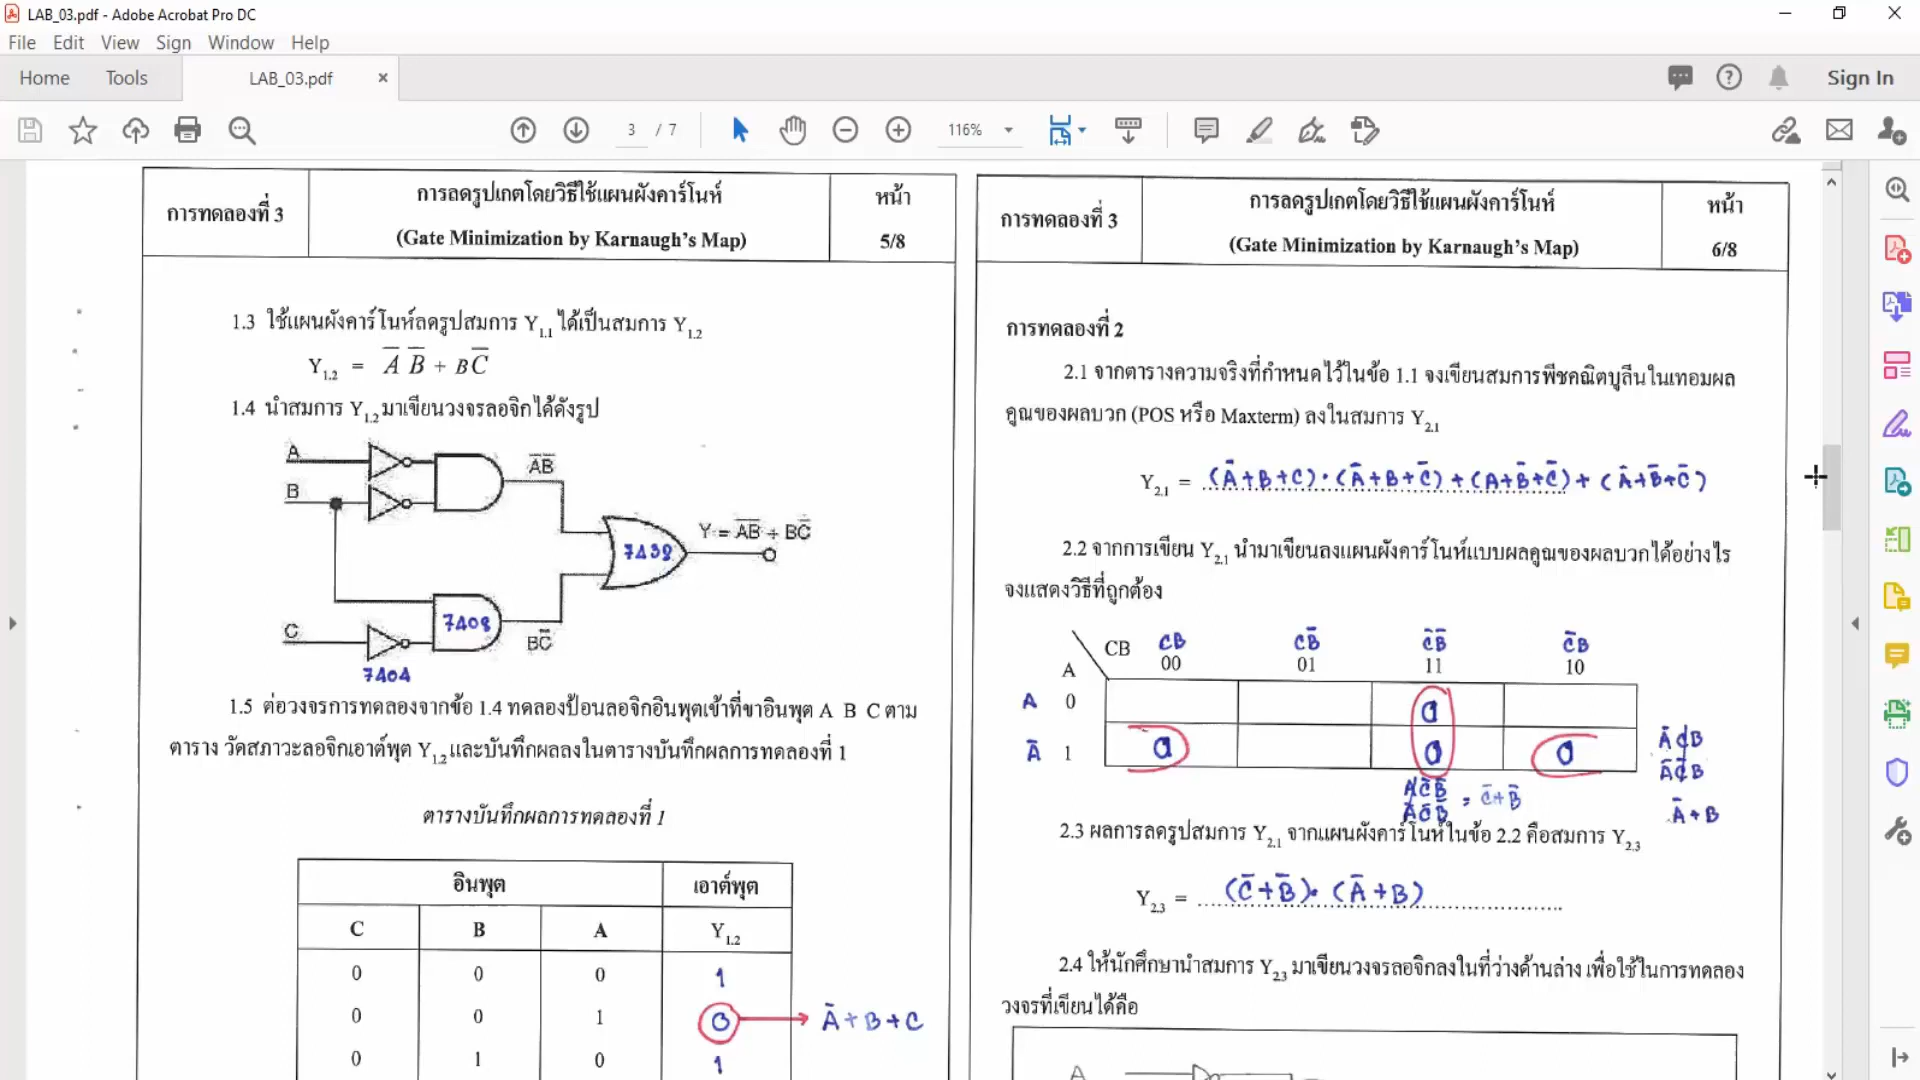 LAB_03.pdf - Adobe Acrobat Pro DC
File Edit View Sign Window Help
Home Tools LAB_03.pdf × Sign In
3 / 7 116%
การทดลองที่ 3
การลดรูปเกตโดยวิธีใช้แผนผังคาร์โนห์
(Gate Minimization by Karnaugh's Map)
หน้า
5/8
1.3 ใช้แผนผังคาร์โนห์ลดรูปสมการ Y1.1 ได้เป็นสมการ Y1.2
Y1.2 = A̅ B̅ + BC̅
1.4 นำสมการ Y1.2 มาเขียนวงจรลอจิกได้ดังรูป
A
A̅B̅
B
Y = A̅B̅ + BC̅
7432
C
7408
BC̅
7404
1.5 ต่อวงจรการทดลองจากข้อ 1.4 ทดลองป้อนลอจิกอินพุตเข้าที่ขาอินพุต A B C ตาม
ตาราง วัดสภาวะลอจิกเอาต์พุต Y1.2 และบันทึกผลลงในตารางบันทึกผลการทดลองที่ 1
ตารางบันทึกผลการทดลองที่ 1
อินพุต เอาต์พุต
C B A Y1.2
0 0 0 1
0 0 1 0 A̅+B+C
0 1 0 1
การทดลองที่ 3
การลดรูปเกตโดยวิธีใช้แผนผังคาร์โนห์
(Gate Minimization by Karnaugh's Map)
หน้า
6/8
การทดลองที่ 2
2.1 จากตารางความจริงที่กำหนดไว้ในข้อ 1.1 จงเขียนสมการพีชคณิตบูลีนในเทอมผล
คูณของผลบวก (POS หรือ Maxterm) ลงในสมการ Y2.1
Y2.1 = (A̅+B+C)·(A̅+B+C̅)+(A+B̅+C̅)+(A̅+B̅+C̅)
2.2 จากการเขียน Y2.1 นำมาเขียนลงแผนผังคาร์โนห์แบบผลคูณของผลบวกได้อย่างไร
จงแสดงวิธีที่ถูกต้อง
CB CB̅ C̅B̅ C̅B
CB 00 01 11 10
A
A 0 0
A̅ 1 0 0 0
A̅CB
A̅C̅B
A̅+B
AC̅B̅
A̅C̅B̅ = C̅+B̅
2.3 ผลการลดรูปสมการ Y2.1 จากแผนผังคาร์โนห์ในข้อ 2.2 คือสมการ Y2.3
Y2.3 = (C̅+B̅)·(A̅+B)
2.4 ให้นักศึกษานำสมการ Y2.3 มาเขียนวงจรลอจิกลงในที่ว่างด้านล่าง เพื่อใช้ในการทดลอง
วงจรที่เขียนได้คือ
A